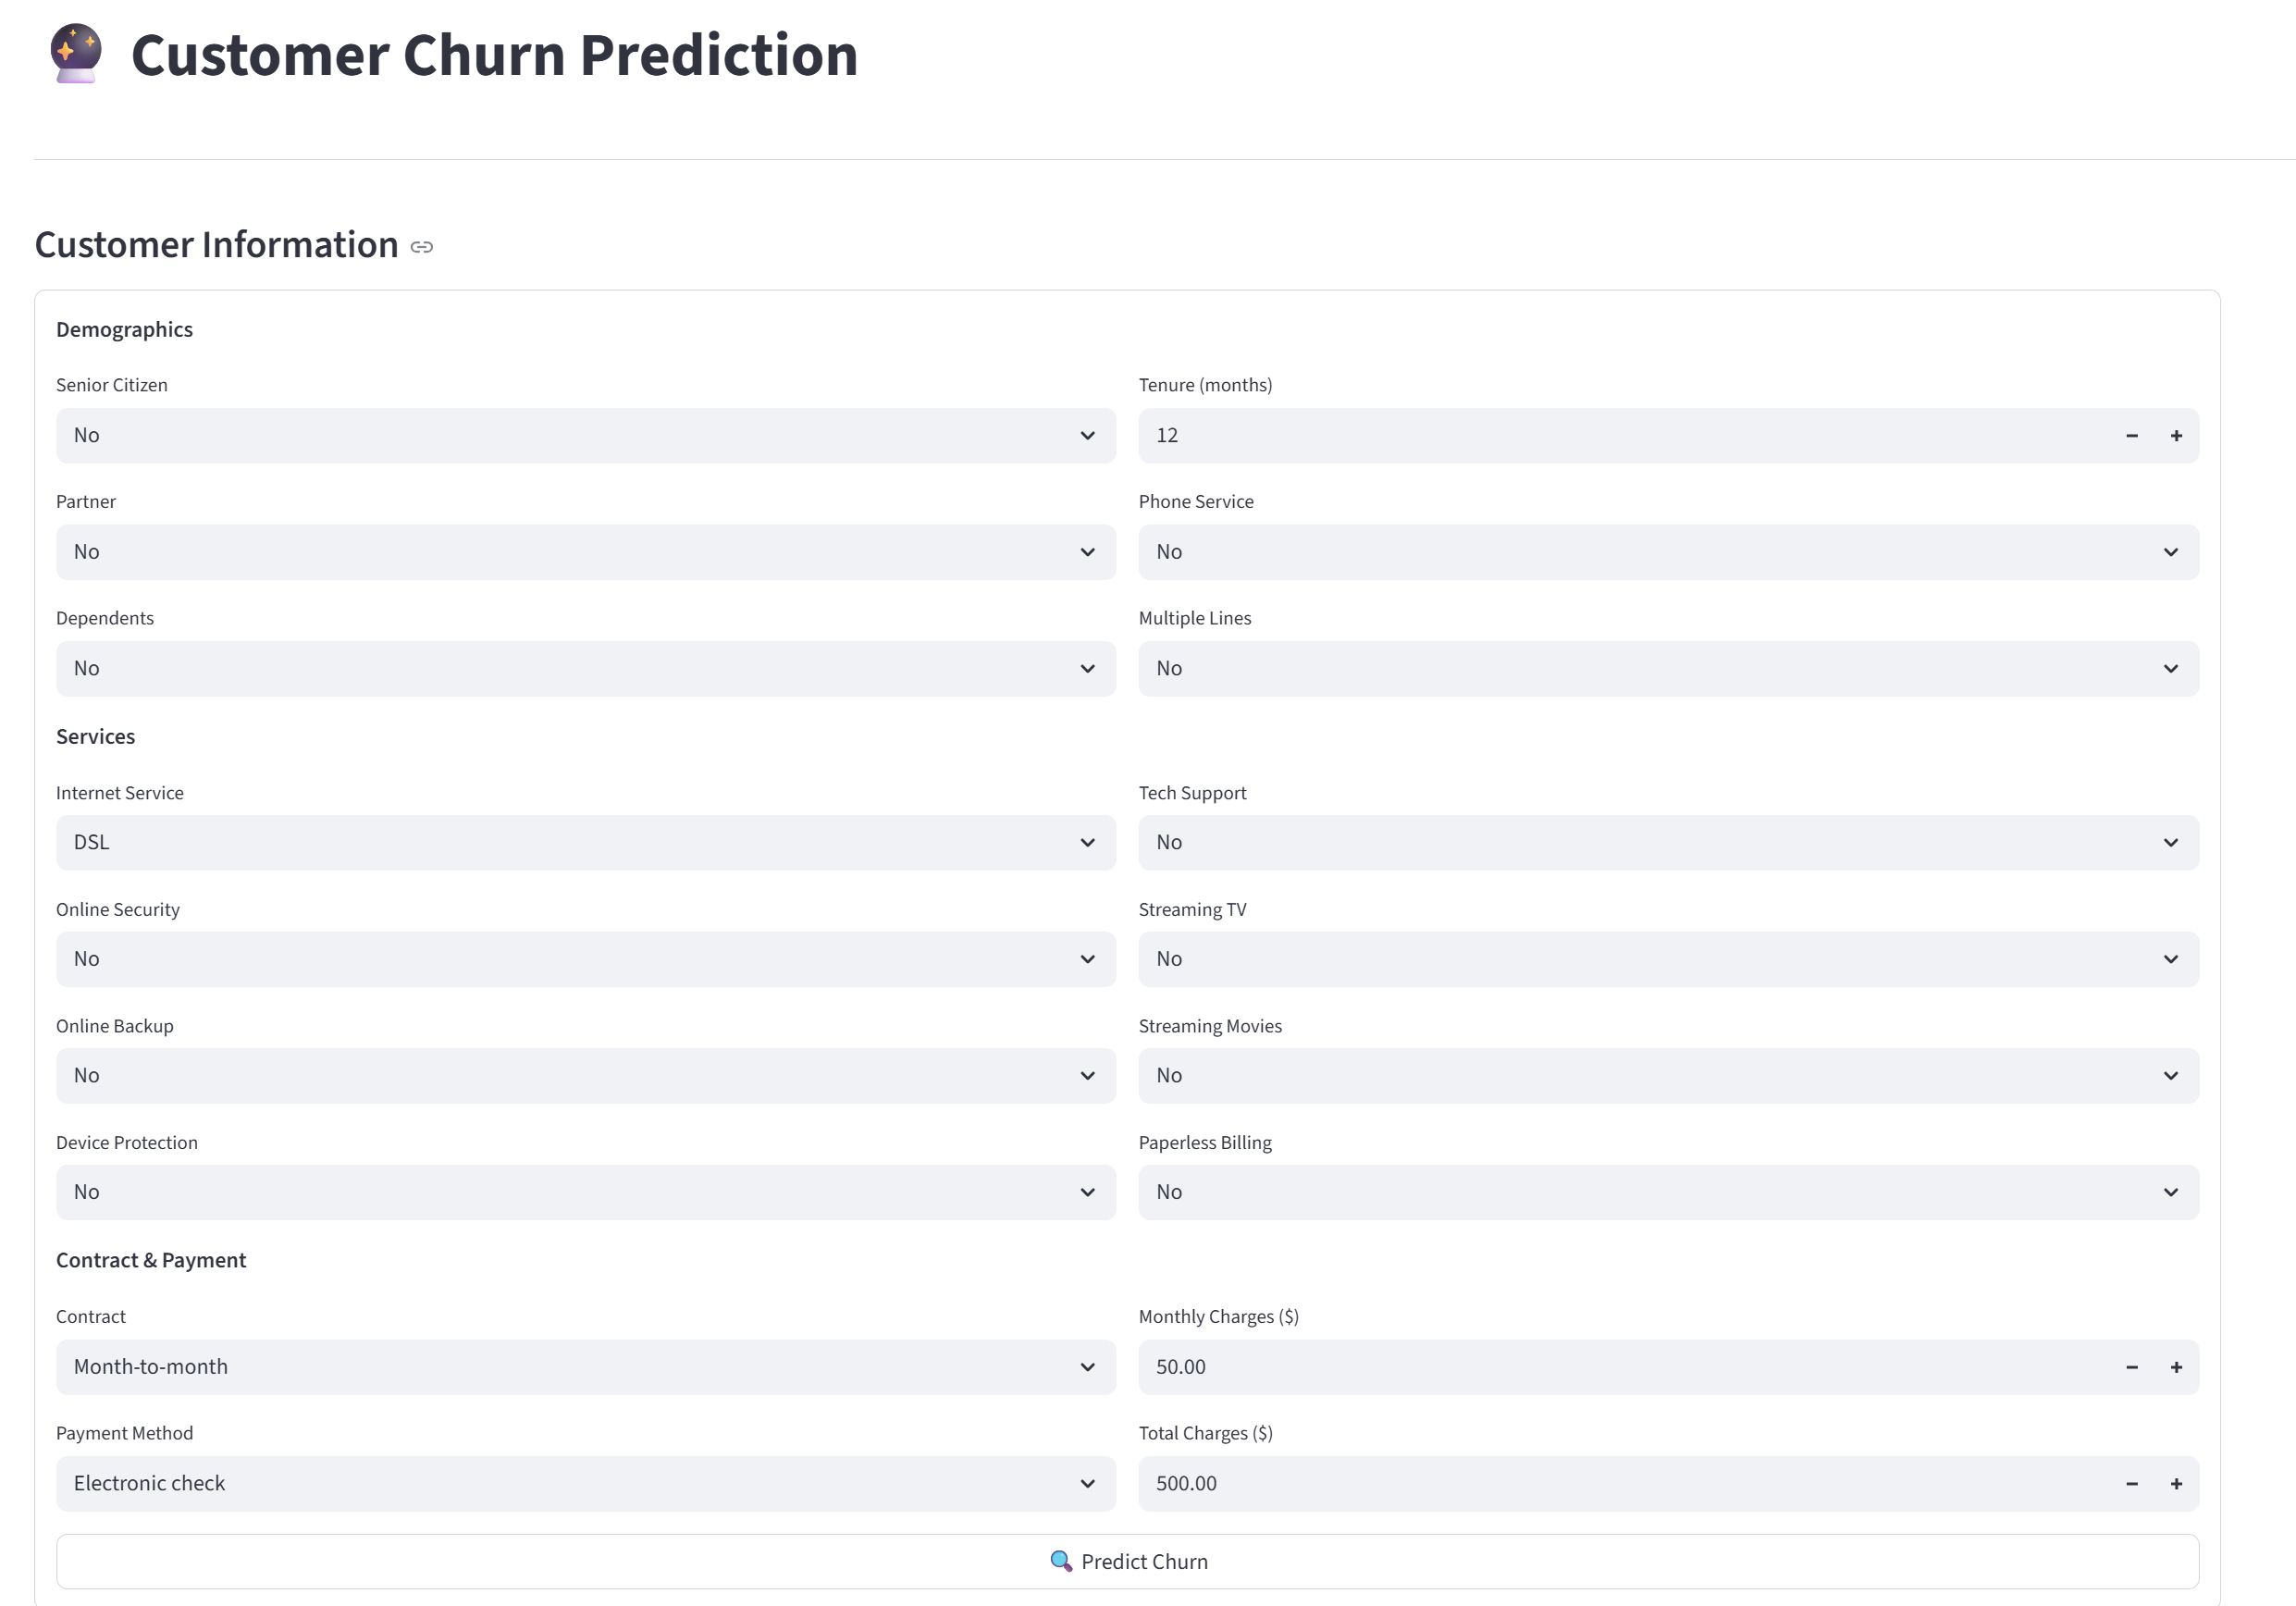 Customer Churn Prediction
Customer Information
Demographics
Senior Citizen
No
Tenure (months)
12
Partner
No
Phone Service
No
Dependents
No
Multiple Lines
No
Services
Internet Service
DSL
Tech Support
No
Online Security
No
Streaming TV
No
Online Backup
No
Streaming Movies
No
Device Protection
No
Paperless Billing
No
Contract & Payment
Contract
Month-to-month
Monthly Charges ($)
50.00
Payment Method
Electronic check
Total Charges ($)
500.00
Predict Churn